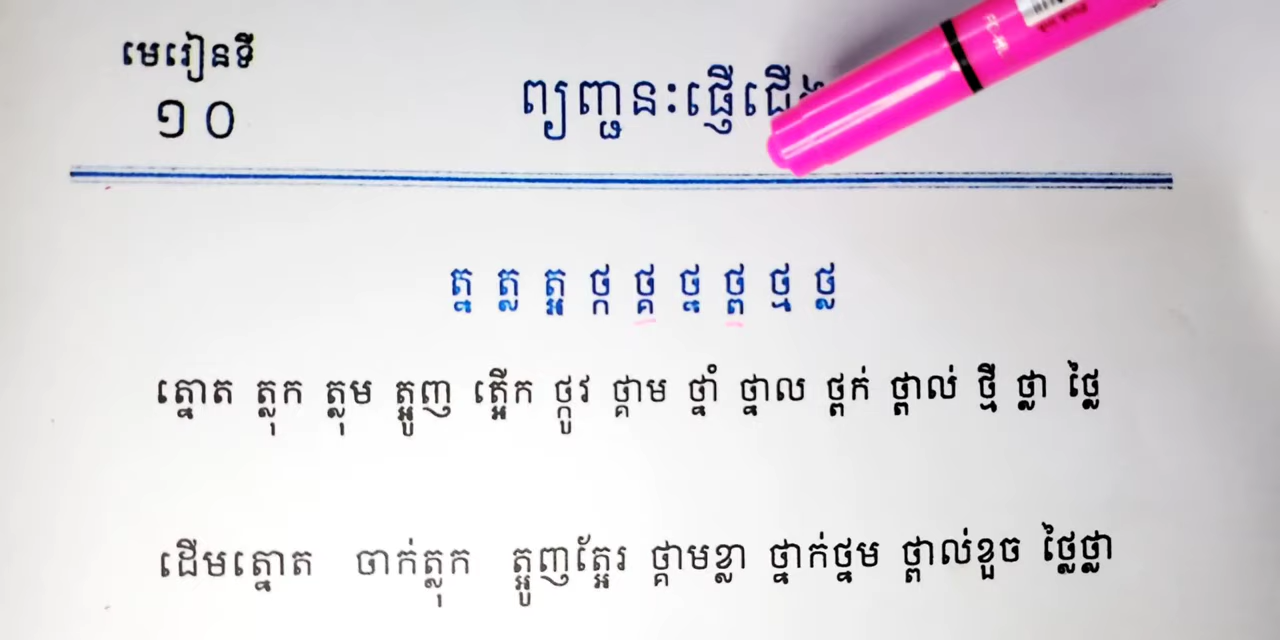 មេរៀនទី
១០
ព្យញ្ជនៈផ្ញើជើង
ត្ន ត្ល ត្អ ថ្ក ថ្គ ថ្ន ថ្ព ថ្ម ថ្ល
ត្នោត ត្លុក ត្លុម ត្អូញ ត្អើក ថ្កូវ ថ្គាម ថ្នាំ ថ្នាល ថ្ពក់ ថ្ពាល់ ថ្មី ថ្លា ថ្លៃ
ដើមត្នោត ចាក់ត្លុក ត្អូញត្អែរ ថ្គាមខ្លា ថ្នាក់ថ្នម ថ្ពាល់ខួច ថ្លៃថ្លា